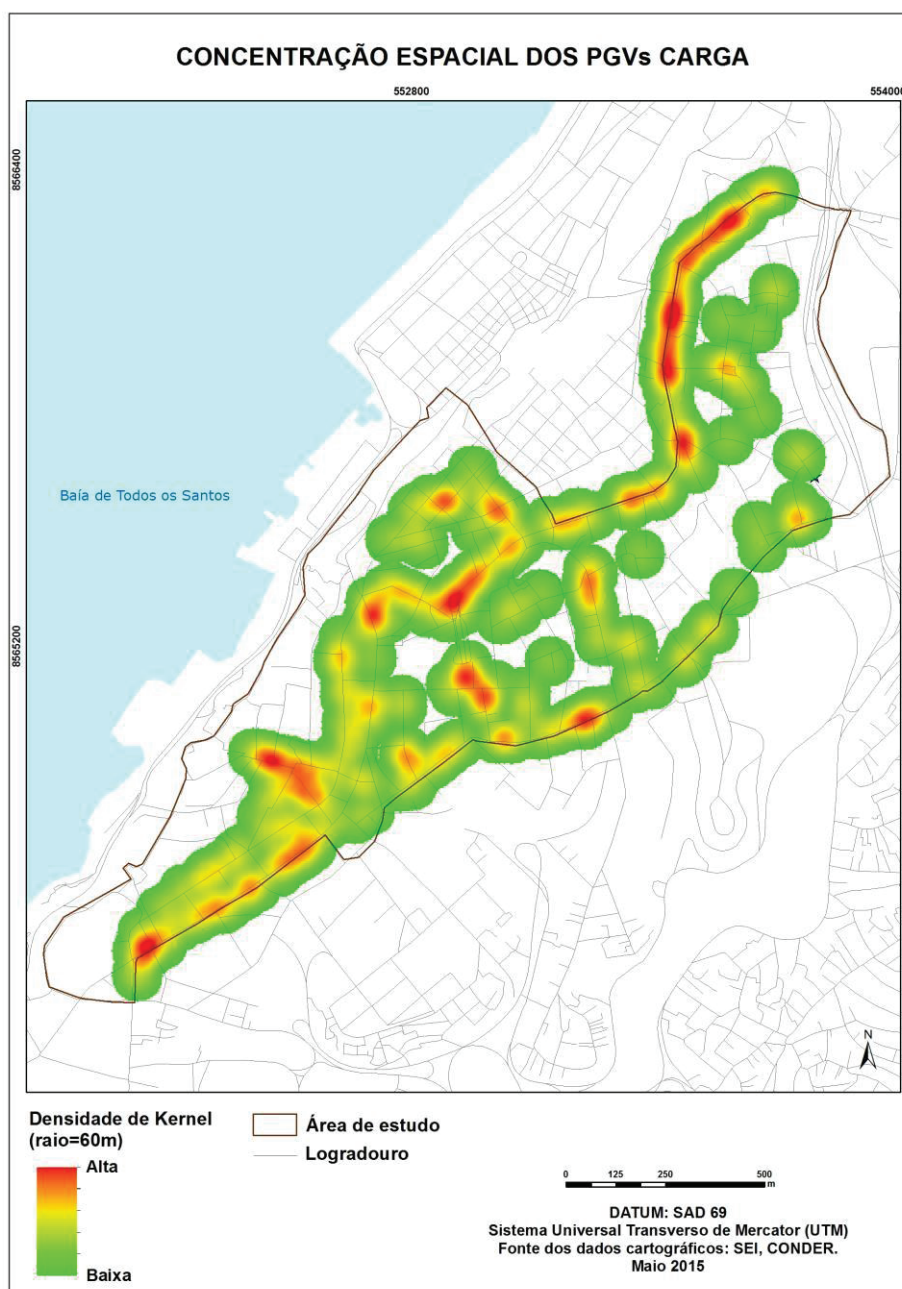 CONCENTRAÇÃO ESPACIAL DOS PGVs CARGA
552800
554000
8566400
Baía de Todos os Santos
8565200
N
Densidade de Kernel
(raio=60m)
Alta
Baixa
Área de estudo
Logradouro
0 125 250 500
m
DATUM: SAD 69
Sistema Universal Transverso de Mercator (UTM)
Fonte dos dados cartográficos: SEI, CONDER.
Maio 2015